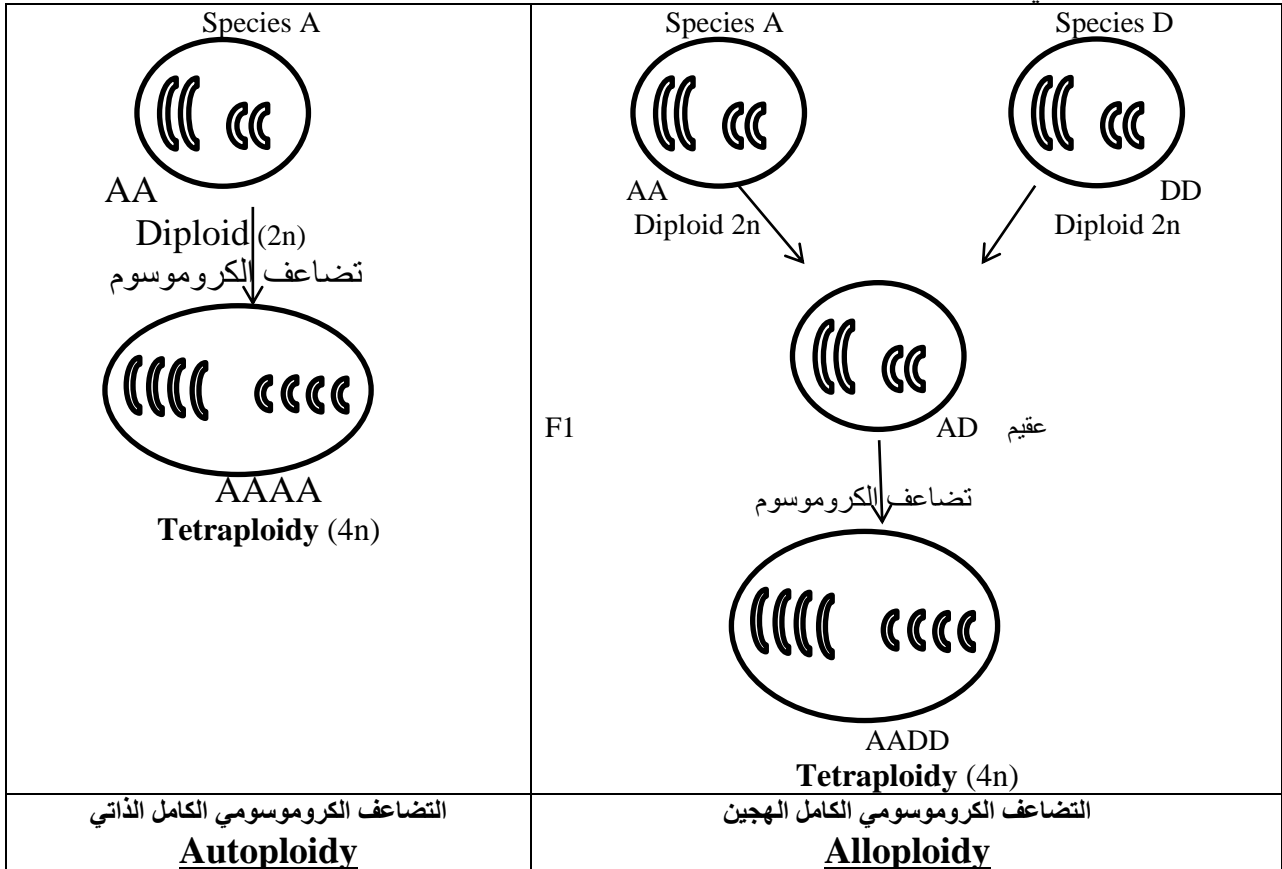 Species A
AA
Diploid (2n)
تضاعف الكروموسوم
AAAA
Tetraploidy (4n)
Species A
Species D
AA
DD
Diploid 2n
Diploid 2n
F1
AD
عقيم
تضاعف الكروموسوم
AADD
Tetraploidy (4n)
التضاعف الكروموسومي الكامل الذاتي
Autoploidy
التضاعف الكروموسومي الكامل الهجين
Alloploidy